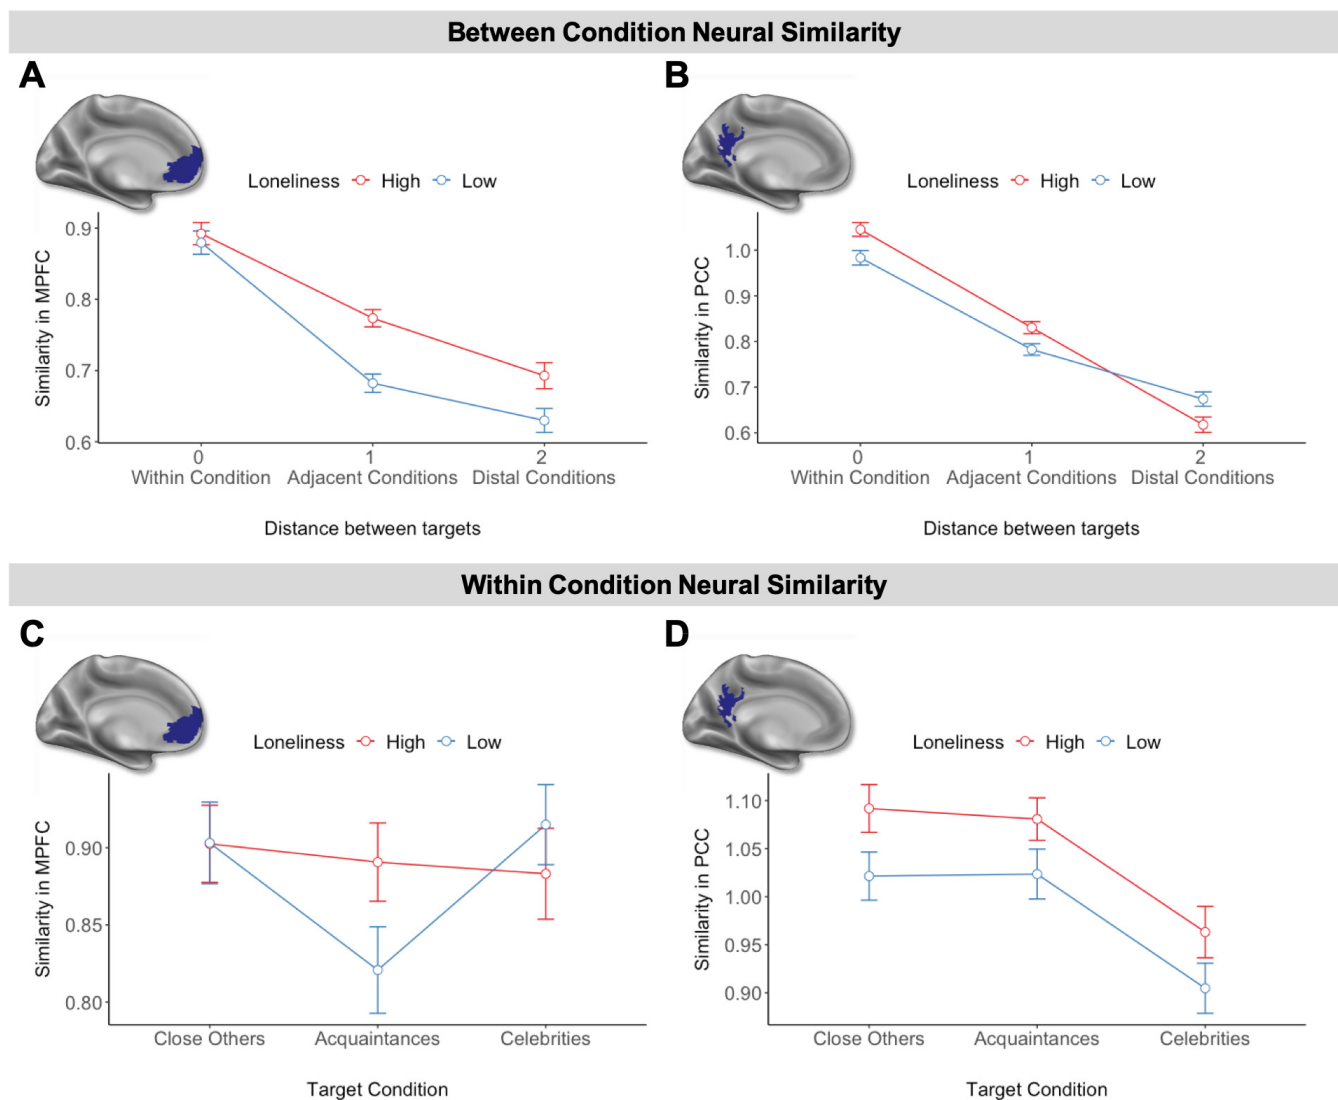 Between Condition Neural Similarity
A
B
Loneliness High Low
Loneliness High Low
Similarity in MPFC
0.9
0.8
0.7
0.6
0 1 2
Within Condition Adjacent Conditions Distal Conditions
Distance between targets
Similarity in PCC
1.0
0.9
0.8
0.7
0.6
0 1 2
Within Condition Adjacent Conditions Distal Conditions
Distance between targets
Within Condition Neural Similarity
C
D
Loneliness High Low
Loneliness High Low
Similarity in MPFC
0.90
0.85
0.80
Close Others Acquaintances Celebrities
Target Condition
Similarity in PCC
1.10
1.05
1.00
0.95
0.90
Close Others Acquaintances Celebrities
Target Condition